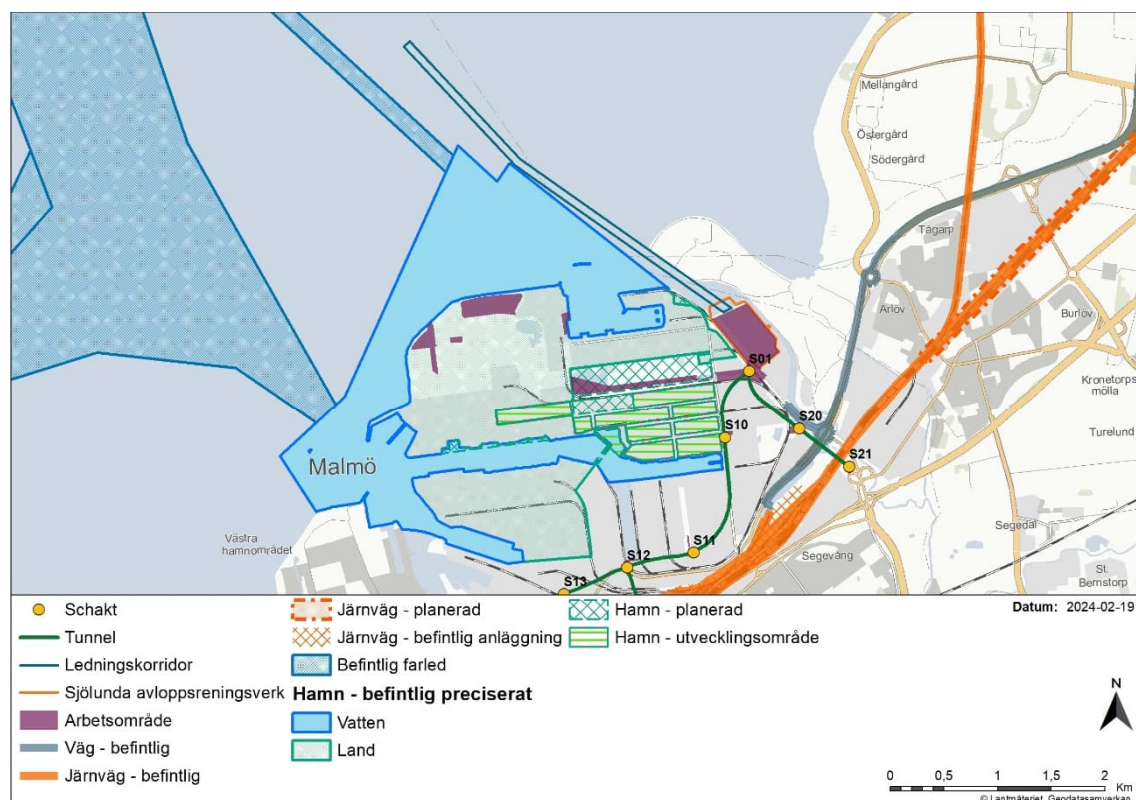 Mellangård
Östergård
Södergård
Tågarp
Arlöv
Burlöv
Kronetorps
mölla
S01
S20
Turelund
S10
S21
Malmö
Västra
hamnområdet
Segedal
S11
Segevång
S12
St.
Bernstorp
S13
Schakt
Tunnel
Ledningskorridor
Sjölunda avloppsreningsverk
Arbetsområde
Väg - befintlig
Järnväg - befintlig
Järnväg - planerad
Järnväg - befintlig anläggning
Befintlig farled
Hamn - befintlig preciserat
Vatten
Land
Hamn - planerad
Hamn - utvecklingsområde
Datum: 2024-02-19
N
0 0,5 1 1,5 2
Km
© Lantmäteriet, Geodatasamverkan